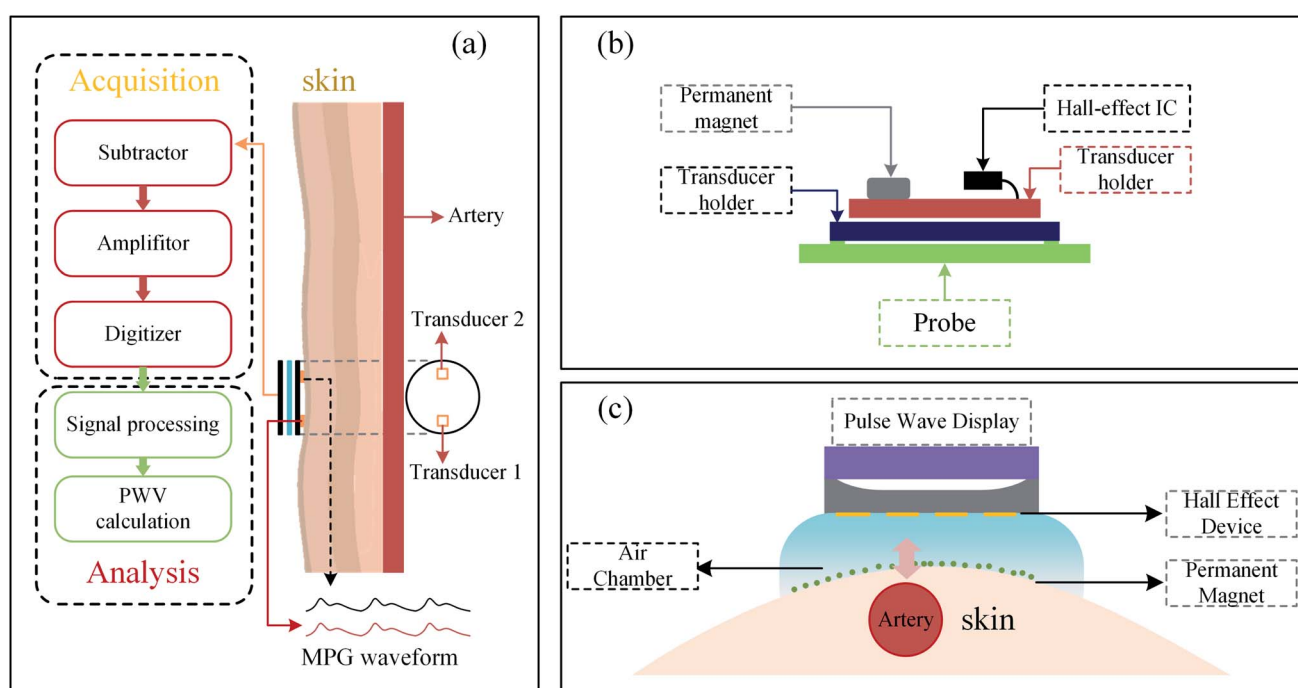 (a)
Acquisition
skin
Subtractor
Amplifitor
Digitizer
Signal processing
PWV
calculation
Analysis
Artery
Transducer 2
Transducer 1
MPG waveform
(b)
Permanent
magnet
Hall-effect IC
Transducer
holder
Transducer
holder
Probe
(c)
Pulse Wave Display
Hall Effect
Device
Air
Chamber
Permanent
Magnet
Artery
skin